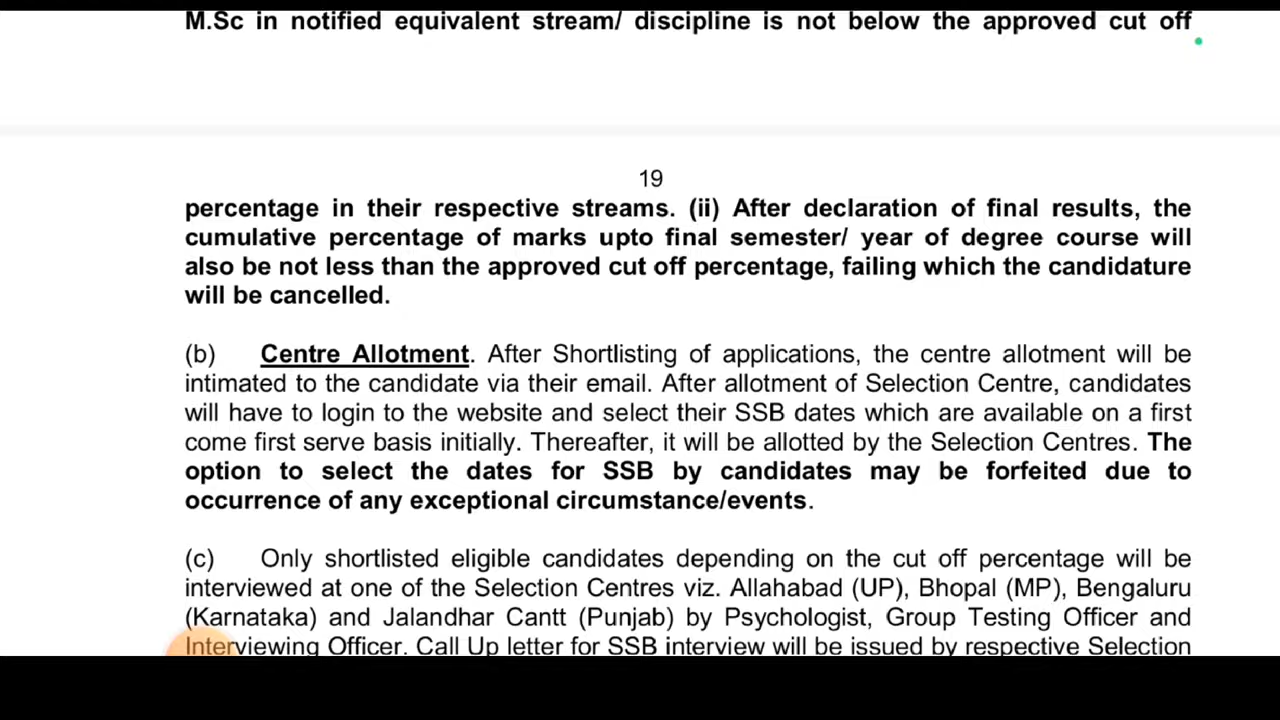 M.Sc in notified equivalent stream/ discipline is not below the approved cut off
19
percentage in their respective streams. (ii) After declaration of final results, the
cumulative percentage of marks upto final semester/ year of degree course will
also be not less than the approved cut off percentage, failing which the candidature
will be cancelled.
(b) Centre Allotment. After Shortlisting of applications, the centre allotment will be
intimated to the candidate via their email. After allotment of Selection Centre, candidates
will have to login to the website and select their SSB dates which are available on a first
come first serve basis initially. Thereafter, it will be allotted by the Selection Centres. The
option to select the dates for SSB by candidates may be forfeited due to
occurrence of any exceptional circumstance/events.
(c) Only shortlisted eligible candidates depending on the cut off percentage will be
interviewed at one of the Selection Centres viz. Allahabad (UP), Bhopal (MP), Bengaluru
(Karnataka) and Jalandhar Cantt (Punjab) by Psychologist, Group Testing Officer and
Interviewing Officer. Call Up letter for SSB interview will be issued by respective Selection